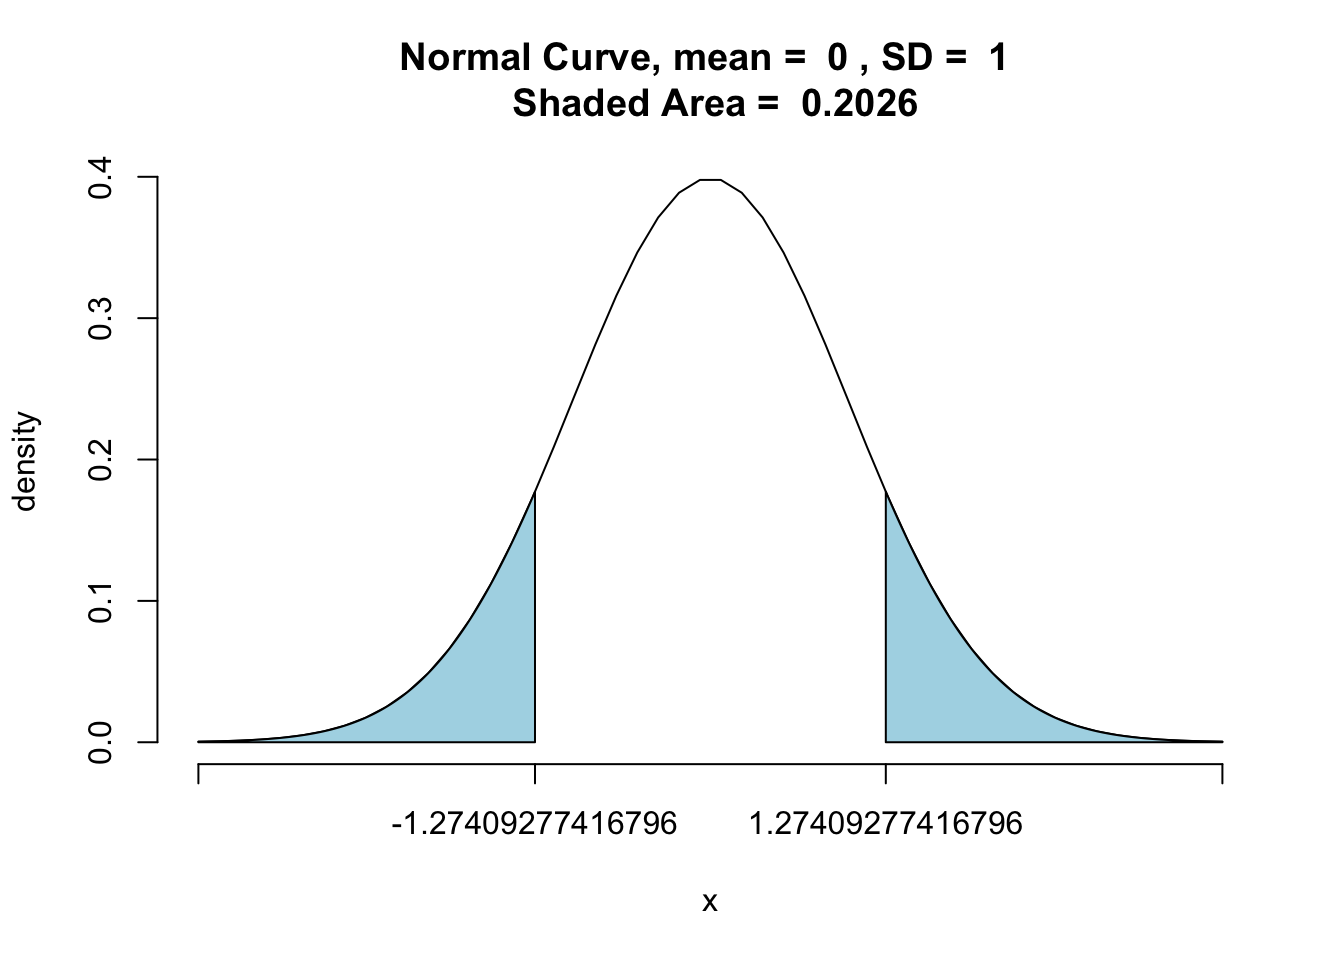 Normal Curve, mean =  0 , SD =  1
Shaded Area =  0.2026
0.4
0.3
0.2
0.1
0.0
density
-1.27409277416796
1.27409277416796
x